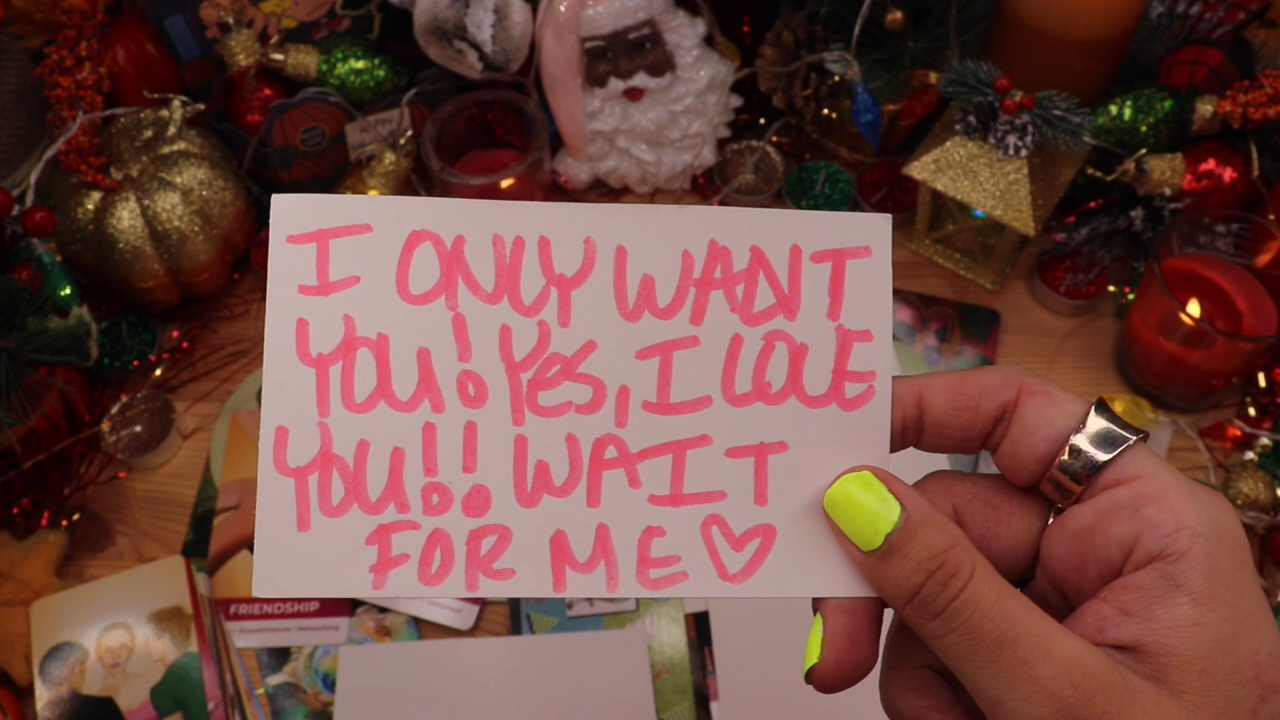 I ONLY WANT
YOU! Yes, I LOVE
YOU!! WAIT
FOR ME♡
FRIENDSHIP